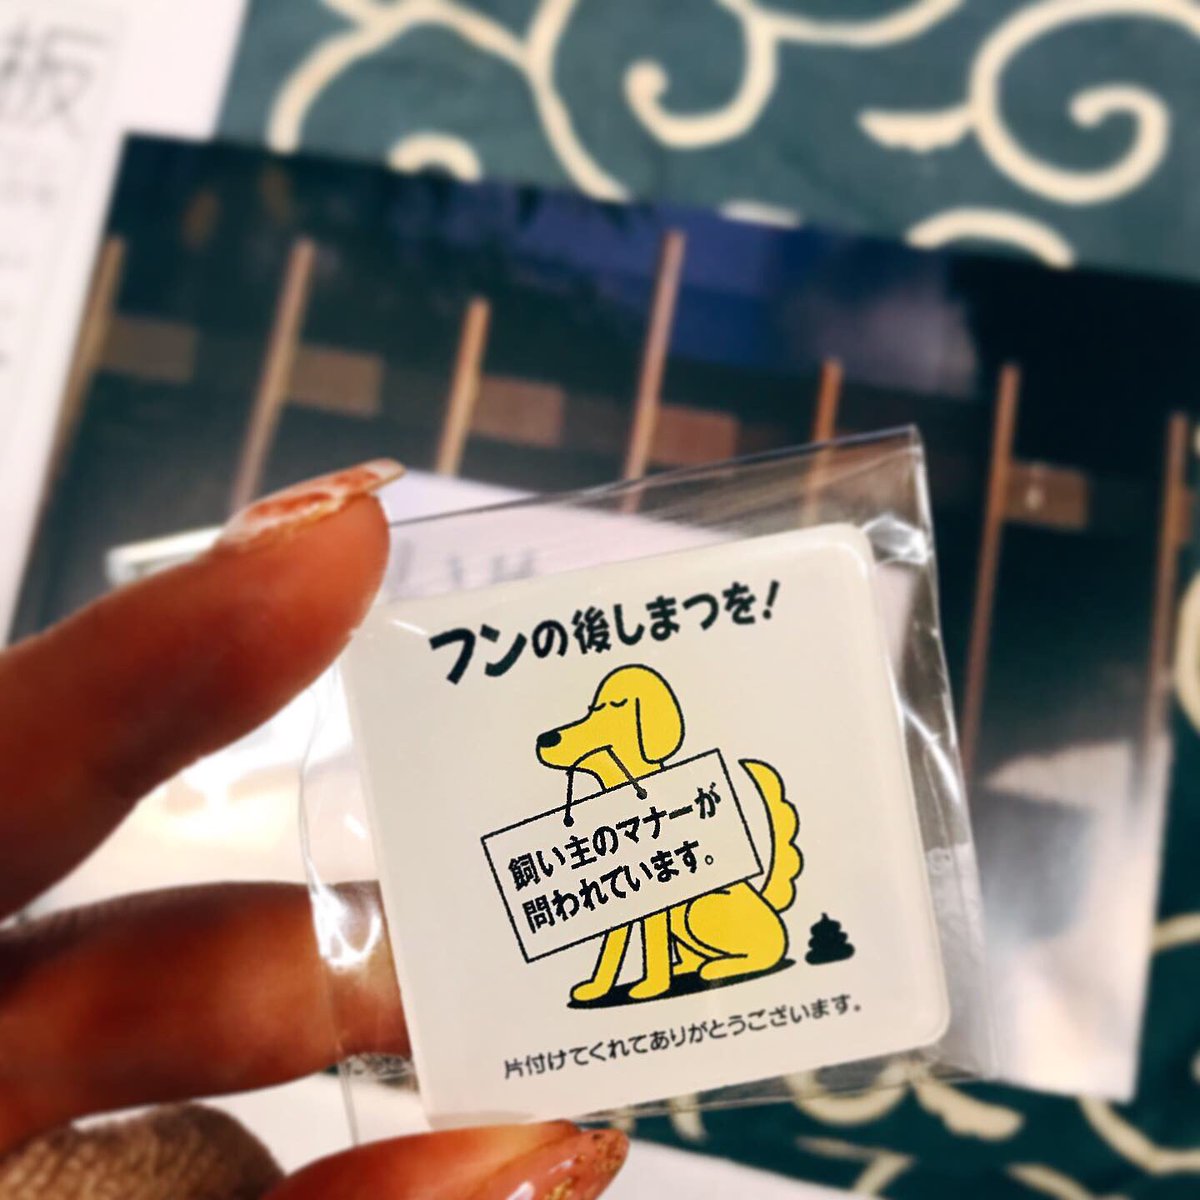 板
フンの後しまつを!
飼い主のマナーが
問われています。
片付けてくれてありがとうございます。